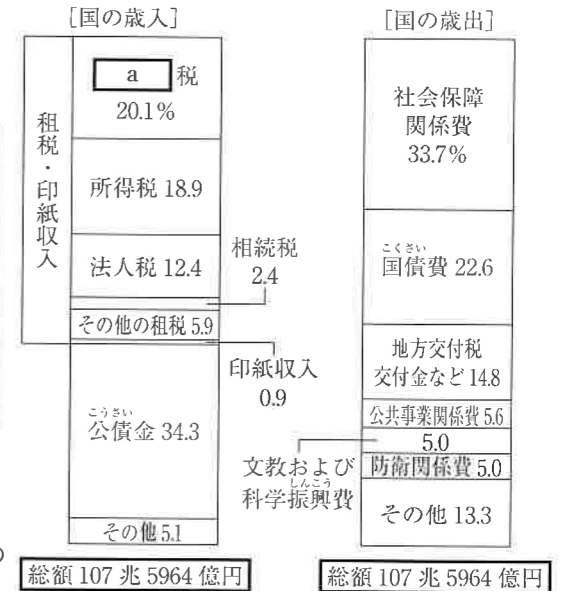 [国の歳入]
租税・印紙収入
a 税
20.1%
所得税 18.9
法人税 12.4
相続税
2.4
その他の租税 5.9
印紙収入
0.9
こうさい
公債金 34.3
その他 5.1
総額 107 兆 5964 億円
[国の歳出]
社会保障
関係費
33.7%
こくさい
国債費 22.6
地方交付税
交付金など 14.8
公共事業関係費 5.6
5.0
文教および
しんこう
科学振興費
防衛関係費 5.0
その他 13.3
総額 107 兆 5964 億円
の